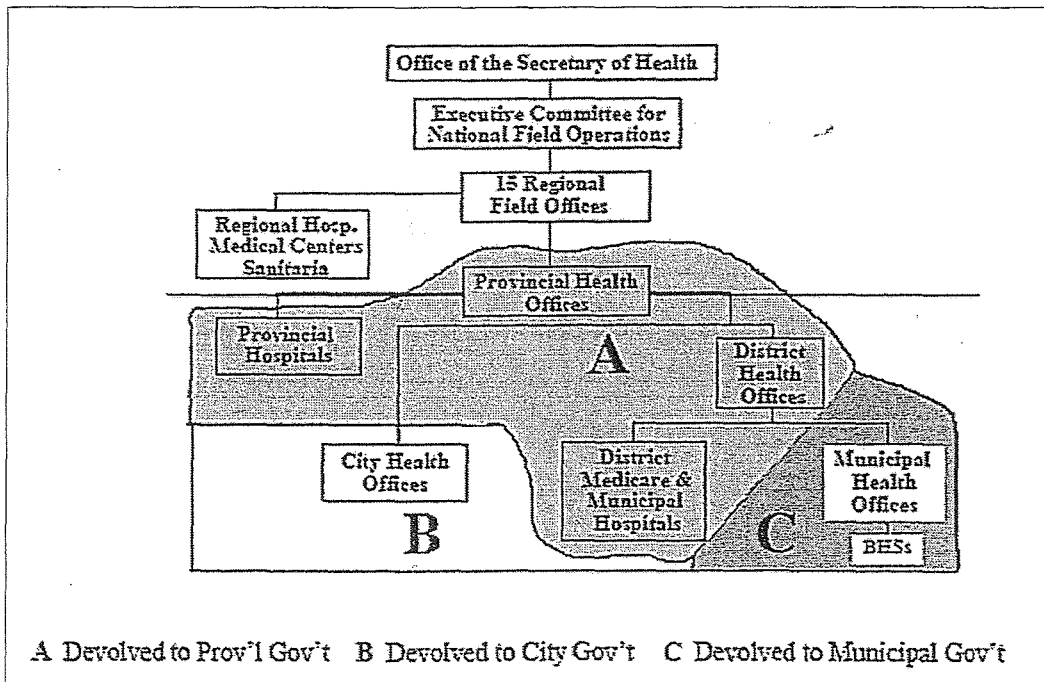 Office of the Secretary of Health
Executive Committee for
National Field Operations
15 Regional
Field Offices
Regional Hosp.
Medical Centers
Sanitaria
Provincial Health
Offices
Provincial
Hospitals
A
District
Health
Offices
City Health
Offices
District
Medicare &
Municipal
Hospitals
Municipal
Health
Offices
B
C
BHSs
A Devolved to Prov'l Gov't B Devolved to City Gov't C Devolved to Municipal Gov't